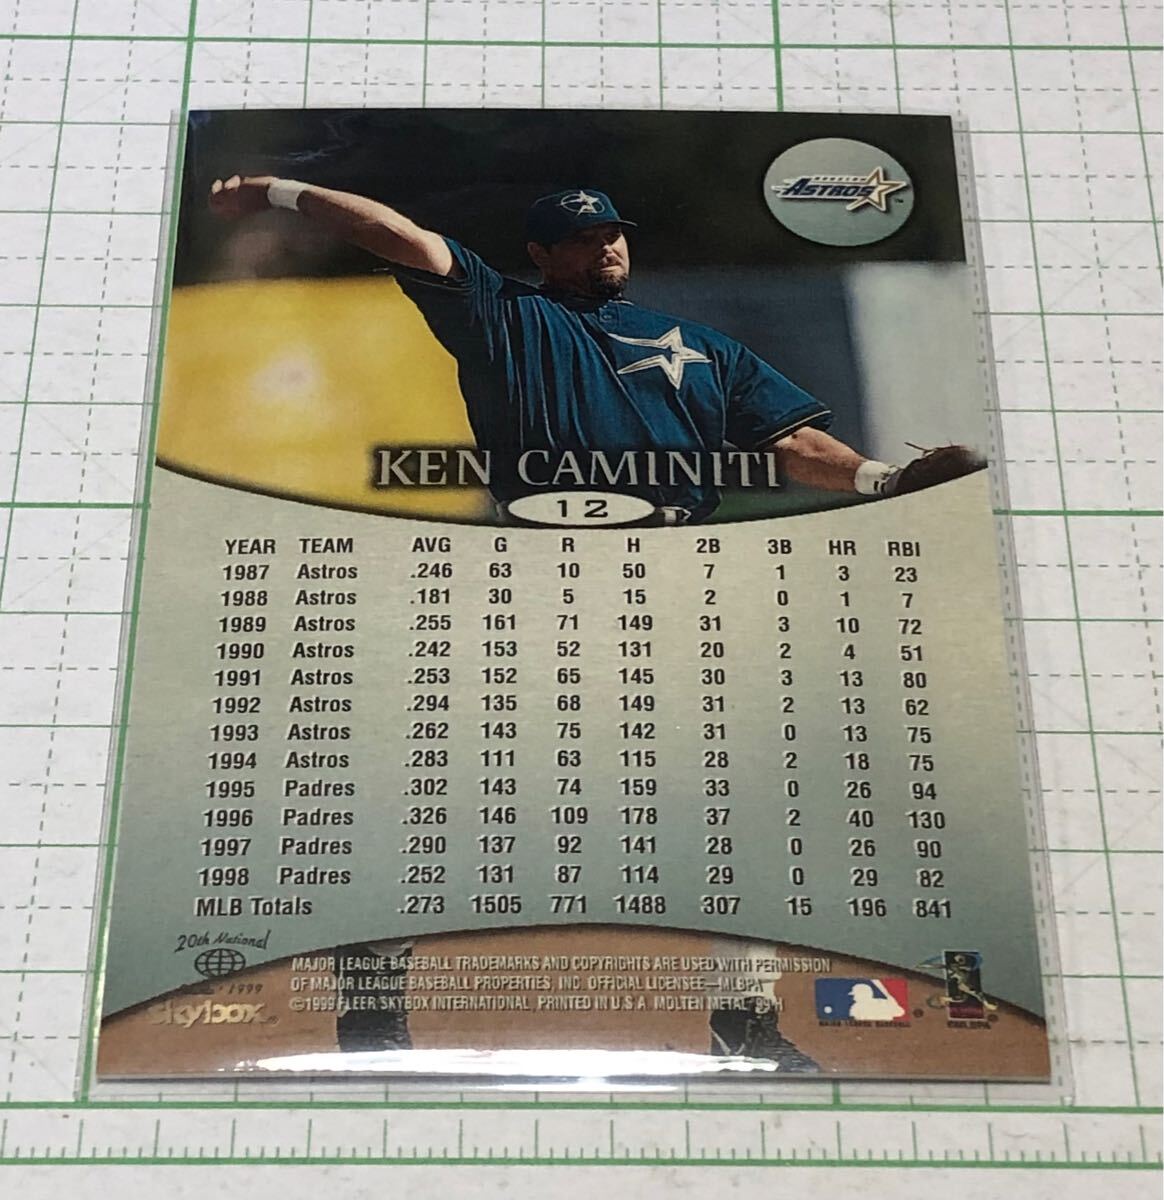 ASTROS
KEN CAMINITI
12
YEAR TEAM AVG G R H 2B 3B HR RBI
1987 Astros .246 63 10 50 7 1 3 23
1988 Astros .181 30 5 15 2 0 1 7
1989 Astros .255 161 71 149 31 3 10 72
1990 Astros .242 153 52 131 20 2 4 51
1991 Astros .253 152 65 145 30 3 13 80
1992 Astros .294 135 68 149 31 2 13 62
1993 Astros .262 143 75 142 31 0 13 75
1994 Astros .283 111 63 115 28 2 18 75
1995 Padres .302 143 74 159 33 0 26 94
1996 Padres .326 146 109 178 37 2 40 130
1997 Padres .290 137 92 141 28 0 26 90
1998 Padres .252 131 87 114 29 0 29 82
MLB Totals .273 1505 771 1488 307 15 196 841
20th National
1999
skybox
MAJOR LEAGUE BASEBALL TRADEMARKS AND COPYRIGHTS ARE USED WITH PERMISSION
OF MAJOR LEAGUE BASEBALL PROPERTIES, INC. OFFICIAL LICENSEE—MLBPA
©1999 FLEER/SKYBOX INTERNATIONAL, PRINTED IN U.S.A. MOLTEN METAL '99-H
MAJOR LEAGUE BASEBALL